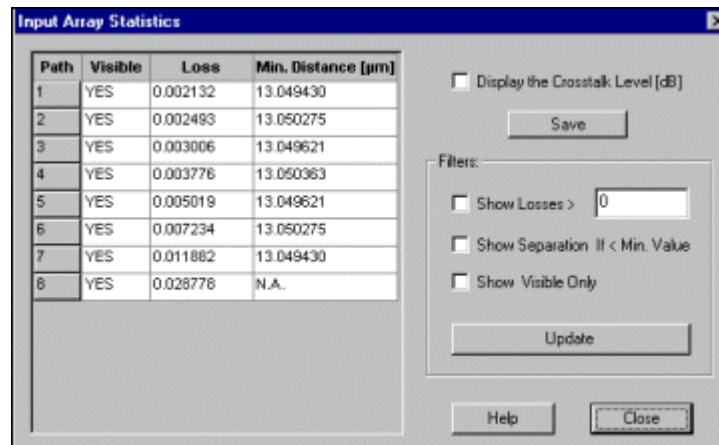 Input Array Statistics
Path Visible Loss Min. Distance [µm]
1 YES 0.002132 13.049430
2 YES 0.002493 13.050275
3 YES 0.003006 13.049621
4 YES 0.003776 13.050363
5 YES 0.005019 13.049621
6 YES 0.007234 13.050275
7 YES 0.011882 13.049430
8 YES 0.028778 N.A.
Display the Crosstalk Level [dB]
Save
Filters:
Show Losses > 0
Show Separation If < Min. Value
Show Visible Only
Update
Help Close